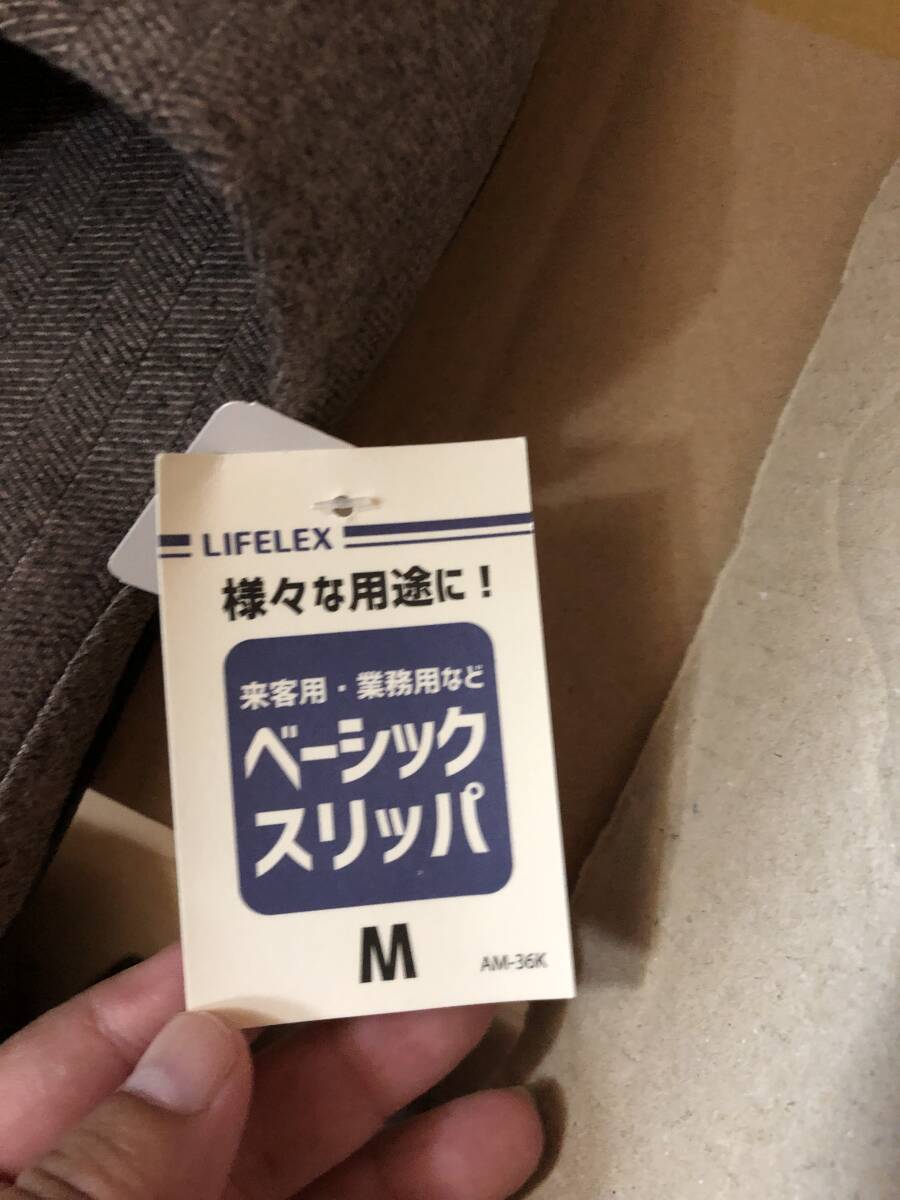 LIFELEX
様々な用途に！
来客用・業務用など
ベーシック
スリッパ
M
AM-36K